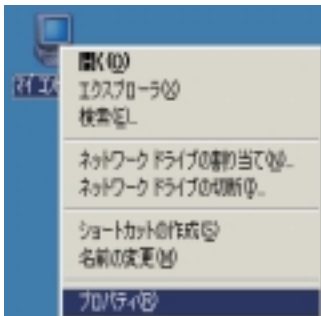 マイ コ
開く(O)
エクスプローラ(X)
検索(E)...
ネットワーク ドライブの割り当て(N)...
ネットワーク ドライブの切断(I)...
ショートカットの作成(S)
名前の変更(M)
プロパティ(R)